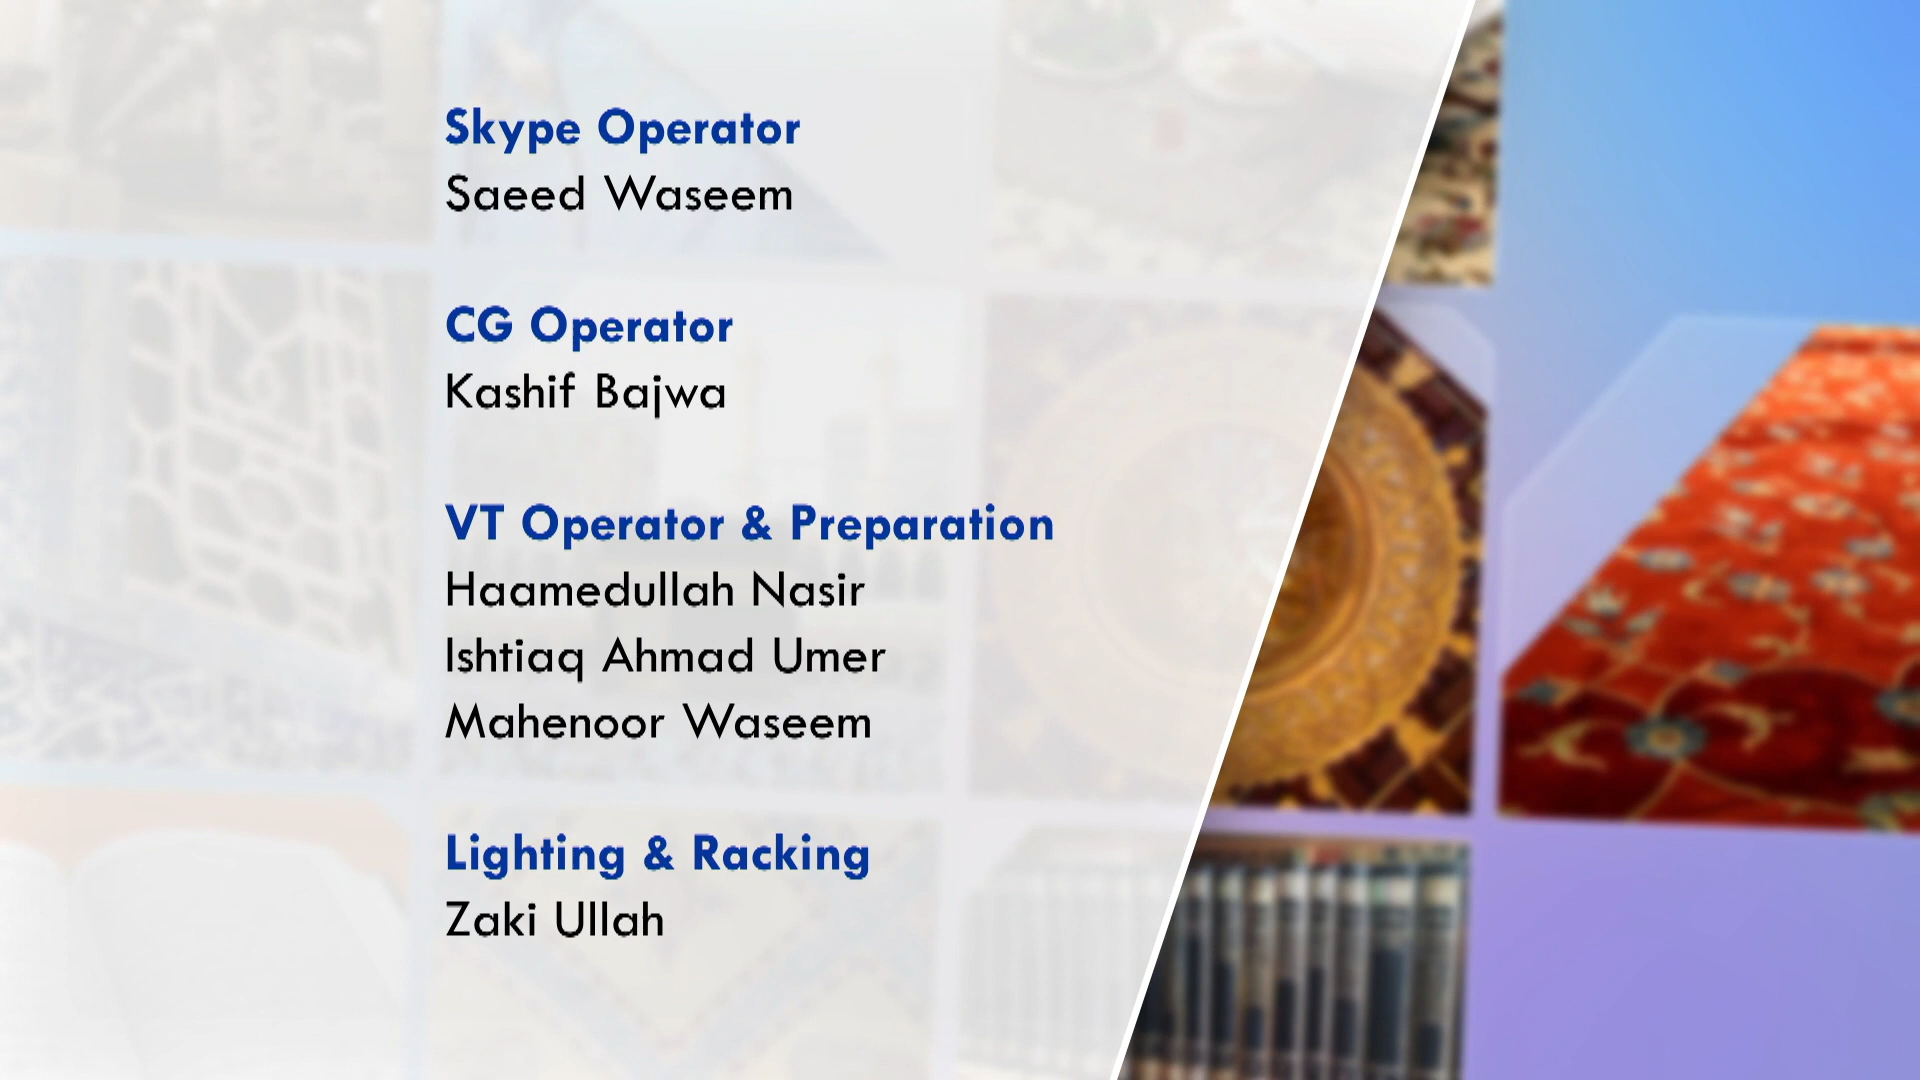 Skype Operator
Saeed Waseem
CG Operator
Kashif Bajwa
VT Operator & Preparation
Haamedullah Nasir
Ishtiaq Ahmad Umer
Mahenoor Waseem
Lighting & Racking
Zaki Ullah